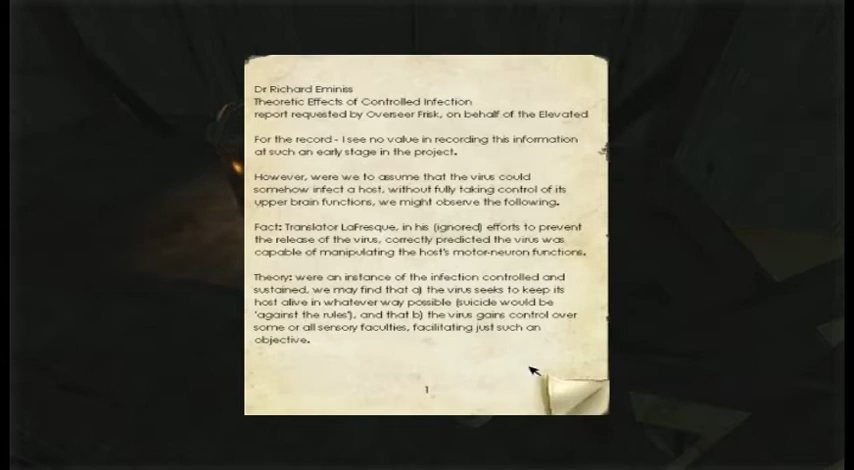 Dr Richard Eminiss
Theoretic Effects of Controlled Infection
report requested by Overseer Frisk, on behalf of the Elevated
For the record - I see no value in recording this information
at such an early stage in the project.
However, were we to assume that the virus could
somehow infect a host, without fully taking control of its
upper brain functions, we might observe the following.
Fact: Translator LaFresque, in his (ignored) efforts to prevent
the release of the virus, correctly predicted the virus was
capable of manipulating the host's motor-neuron functions.
Theory: were an instance of the infection controlled and
sustained, we may find that a) the virus seeks to keep its
host alive in whatever way possible (suicide would be
'against the rules'), and that b) the virus gains control over
some or all sensory faculties, facilitating just such an
objective.
1